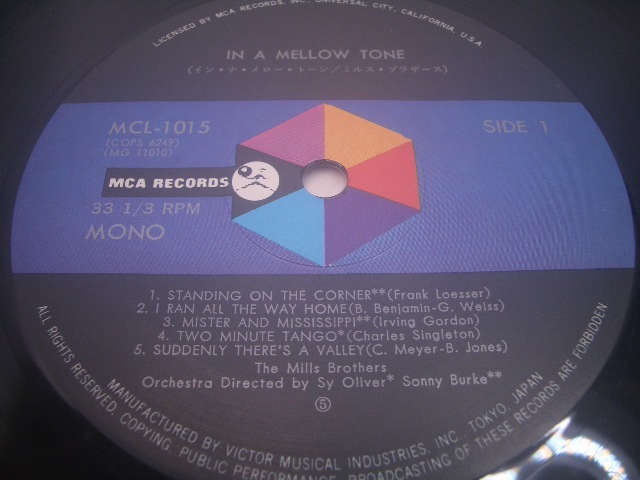 LICENSED BY MCA RECORDS, INC., UNIVERSAL CITY, CALIFORNIA, U.S.A.
IN A MELLOW TONE
(イン・ナ・メロー・トーン/ミルス・ブラザース)
MCL-1015
(COPS 6249)
(MG 11010)
SIDE 1
MCA RECORDS
33 1/3 RPM
MONO
1. STANDING ON THE CORNER**(Frank Loesser)
2. I RAN ALL THE WAY HOME(B. Benjamin-G. Weiss)
3. MISTER AND MISSISSIPPI**(Irving Gordon)
4. TWO MINUTE TANGO*(Charles Singleton)
5. SUDDENLY THERE'S A VALLEY(C. Meyer-B. Jones)
The Mills Brothers
Orchestra Directed by Sy Oliver* Sonny Burke**
⑤
MANUFACTURED BY VICTOR MUSICAL INDUSTRIES, INC. TOKYO, JAPAN
ALL RIGHTS RESERVED. COPYING, PUBLIC PERFORMANCE, BROADCASTING OF THESE RECORDS ARE FORBIDDEN